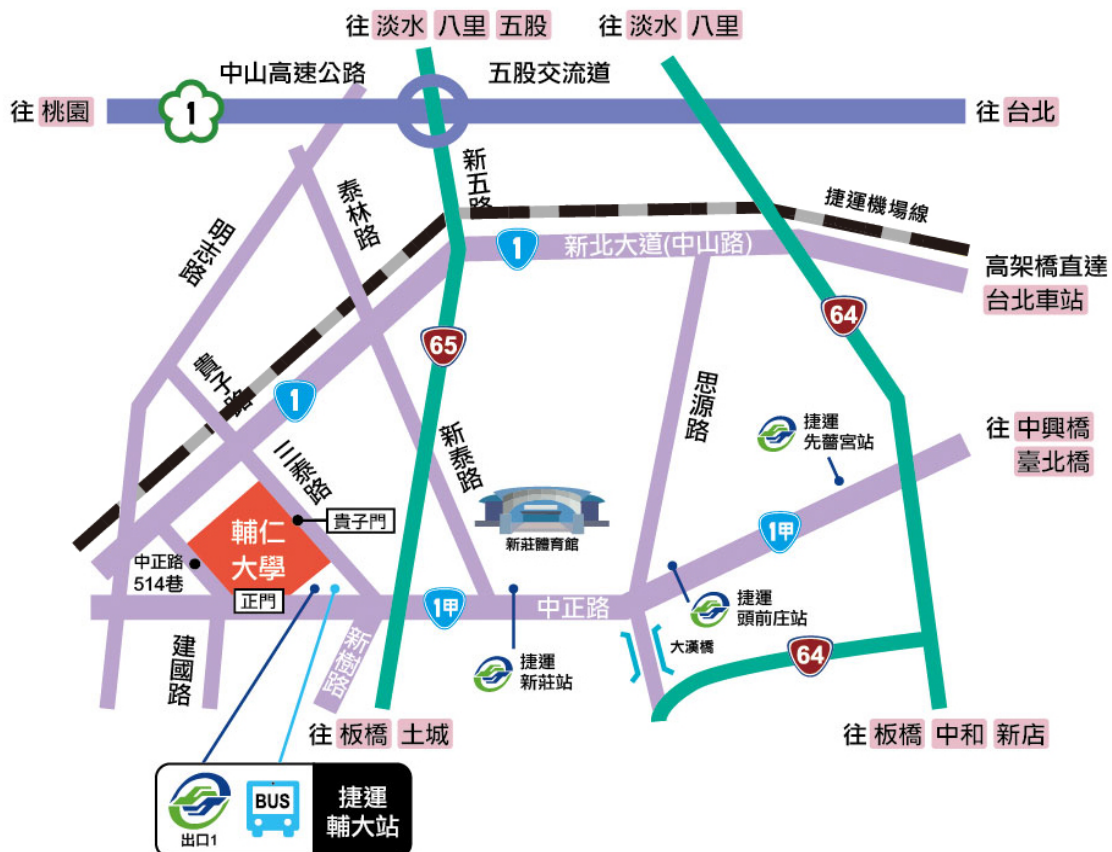 往 淡水 八里 五股
往 淡水 八里
中山高速公路
五股交流道
往 桃園
1
往 台北
新五路
泰林路
明志路
捷運機場線
1
新北大道(中山路)
高架橋直達
台北車站
64
65
貴子路
1
思源路
捷運
先嗇宮站
往 中興橋
臺北橋
新泰路
三泰路
貴子門
輔仁
大學
新莊體育館
1甲
中正路
514巷
正門
1甲
中正路
捷運
頭前庄站
建國路
新樹路
捷運
新莊站
大漢橋
64
往 板橋 土城
往 板橋 中和 新店
出口1
BUS
捷運
輔大站